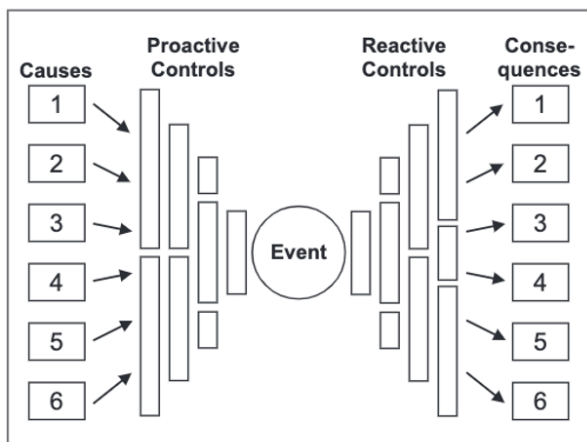 Causes
Proactive
Controls
Reactive
Controls
Conse-
quences
1
2
3
4
5
6
Event
1
2
3
4
5
6